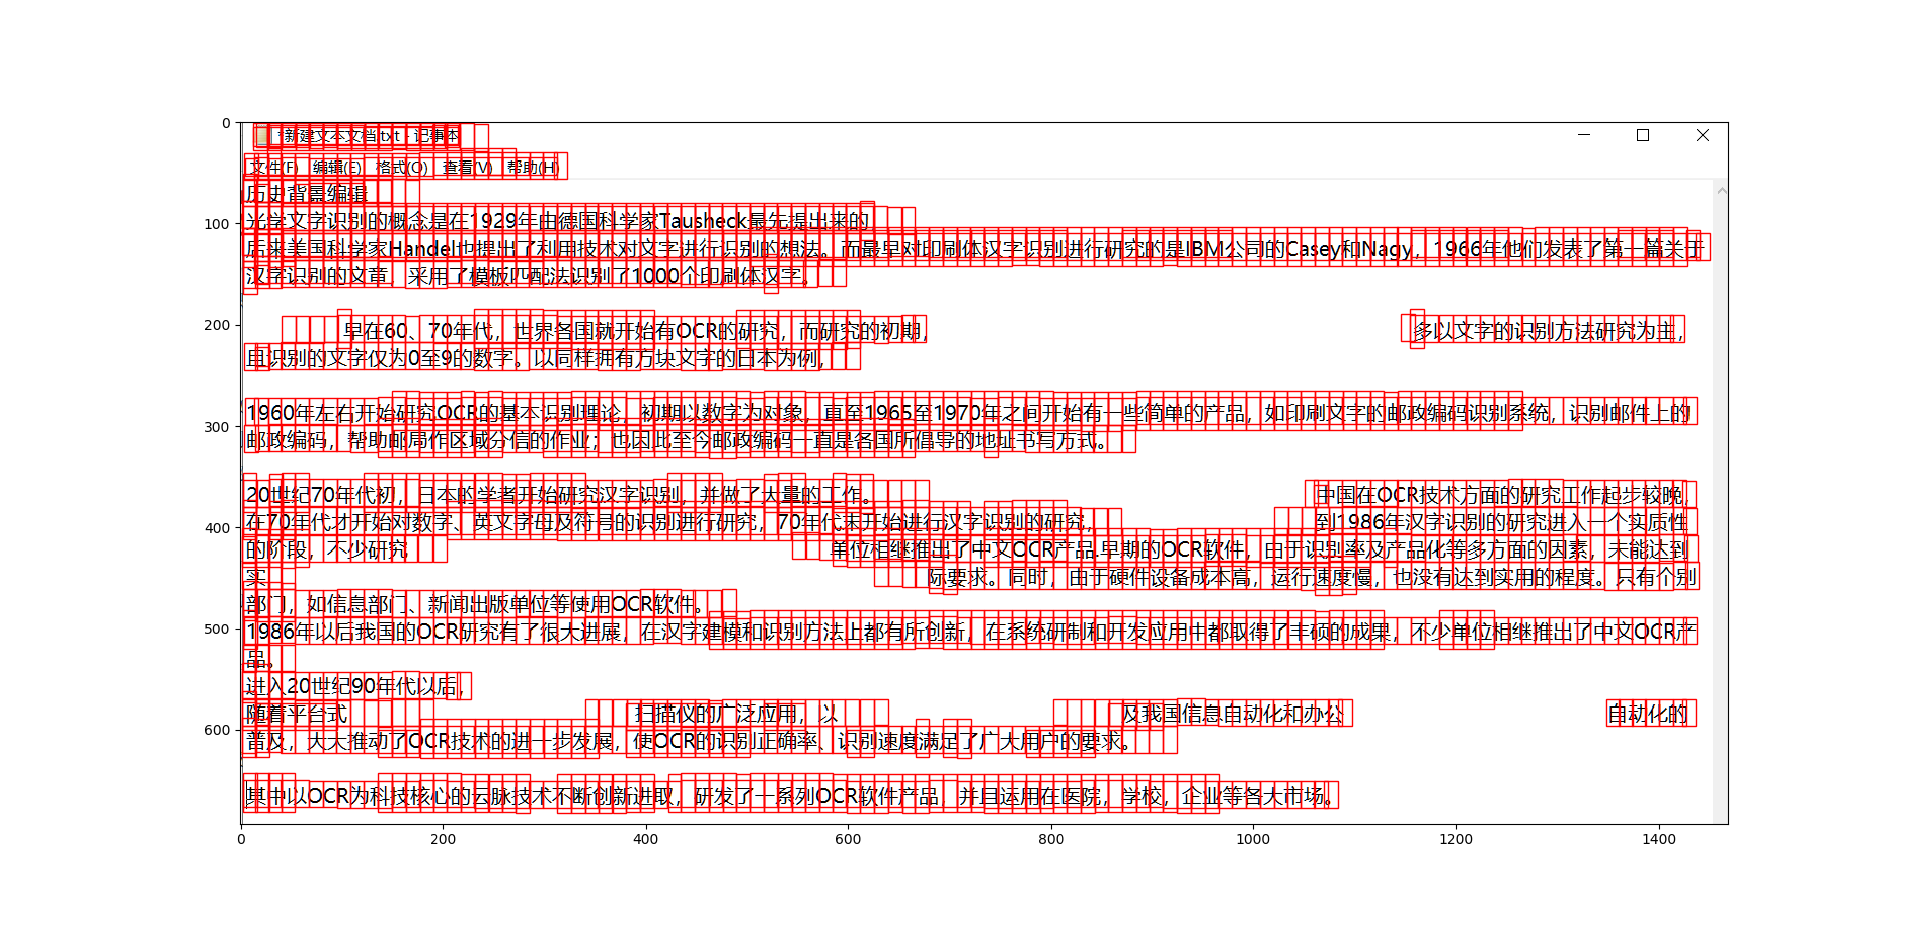 *新建文本文档.txt - 记事本
文件(F) 编辑(E) 格式(O) 查看(V) 帮助(H)
历史背景编辑
光学文字识别的概念是在1929年由德国科学家Tausheck最先提出来的
后来美国科学家Handel也提出了利用技术对文字进行识别的想法。而最早对印刷体汉字识别进行研究的是IBM公司的Casey和Nagy，1966年他们发表了第一篇关于
汉字识别的文章，采用了模板匹配法识别了1000个印刷体汉字。
早在60、70年代，世界各国就开始有OCR的研究，而研究的初期， 多以文字的识别方法研究为主，
且识别的文字仅为0至9的数字。以同样拥有方块文字的日本为例，
1960年左右开始研究OCR的基本识别理论，初期以数字为对象，直至1965至1970年之间开始有一些简单的产品，如印刷文字的邮政编码识别系统，识别邮件上的
邮政编码，帮助邮局作区域分信的作业；也因此至今邮政编码一直是各国所倡导的地址书写方式。
20世纪70年代初，日本的学者开始研究汉字识别，并做了大量的工作。 中国在OCR技术方面的研究工作起步较晚，
在70年代才开始对数字、英文字母及符号的识别进行研究，70年代末开始进行汉字识别的研究， 到1986年汉字识别的研究进入一个实质性
的阶段，不少研究 单位相继推出了中文OCR产品.早期的OCR软件，由于识别率及产品化等多方面的因素，未能达到
实 际要求。同时，由于硬件设备成本高，运行速度慢，也没有达到实用的程度。只有个别
部门，如信息部门、新闻出版单位等使用OCR软件。
1986年以后我国的OCR研究有了很大进展，在汉字建模和识别方法上都有所创新，在系统研制和开发应用中都取得了丰硕的成果，不少单位相继推出了中文OCR产
品。
进入20世纪90年代以后，
随着平台式 扫描仪的广泛应用，以 及我国信息自动化和办公 自动化的
普及，大大推动了OCR技术的进一步发展，使OCR的识别正确率、识别速度满足了广大用户的要求。
其中以OCR为科技核心的云脉技术不断创新进取，研发了一系列OCR软件产品，并且运用在医院，学校，企业等各大市场。
0
100
200
300
400
500
600
0 200 400 600 800 1000 1200 1400